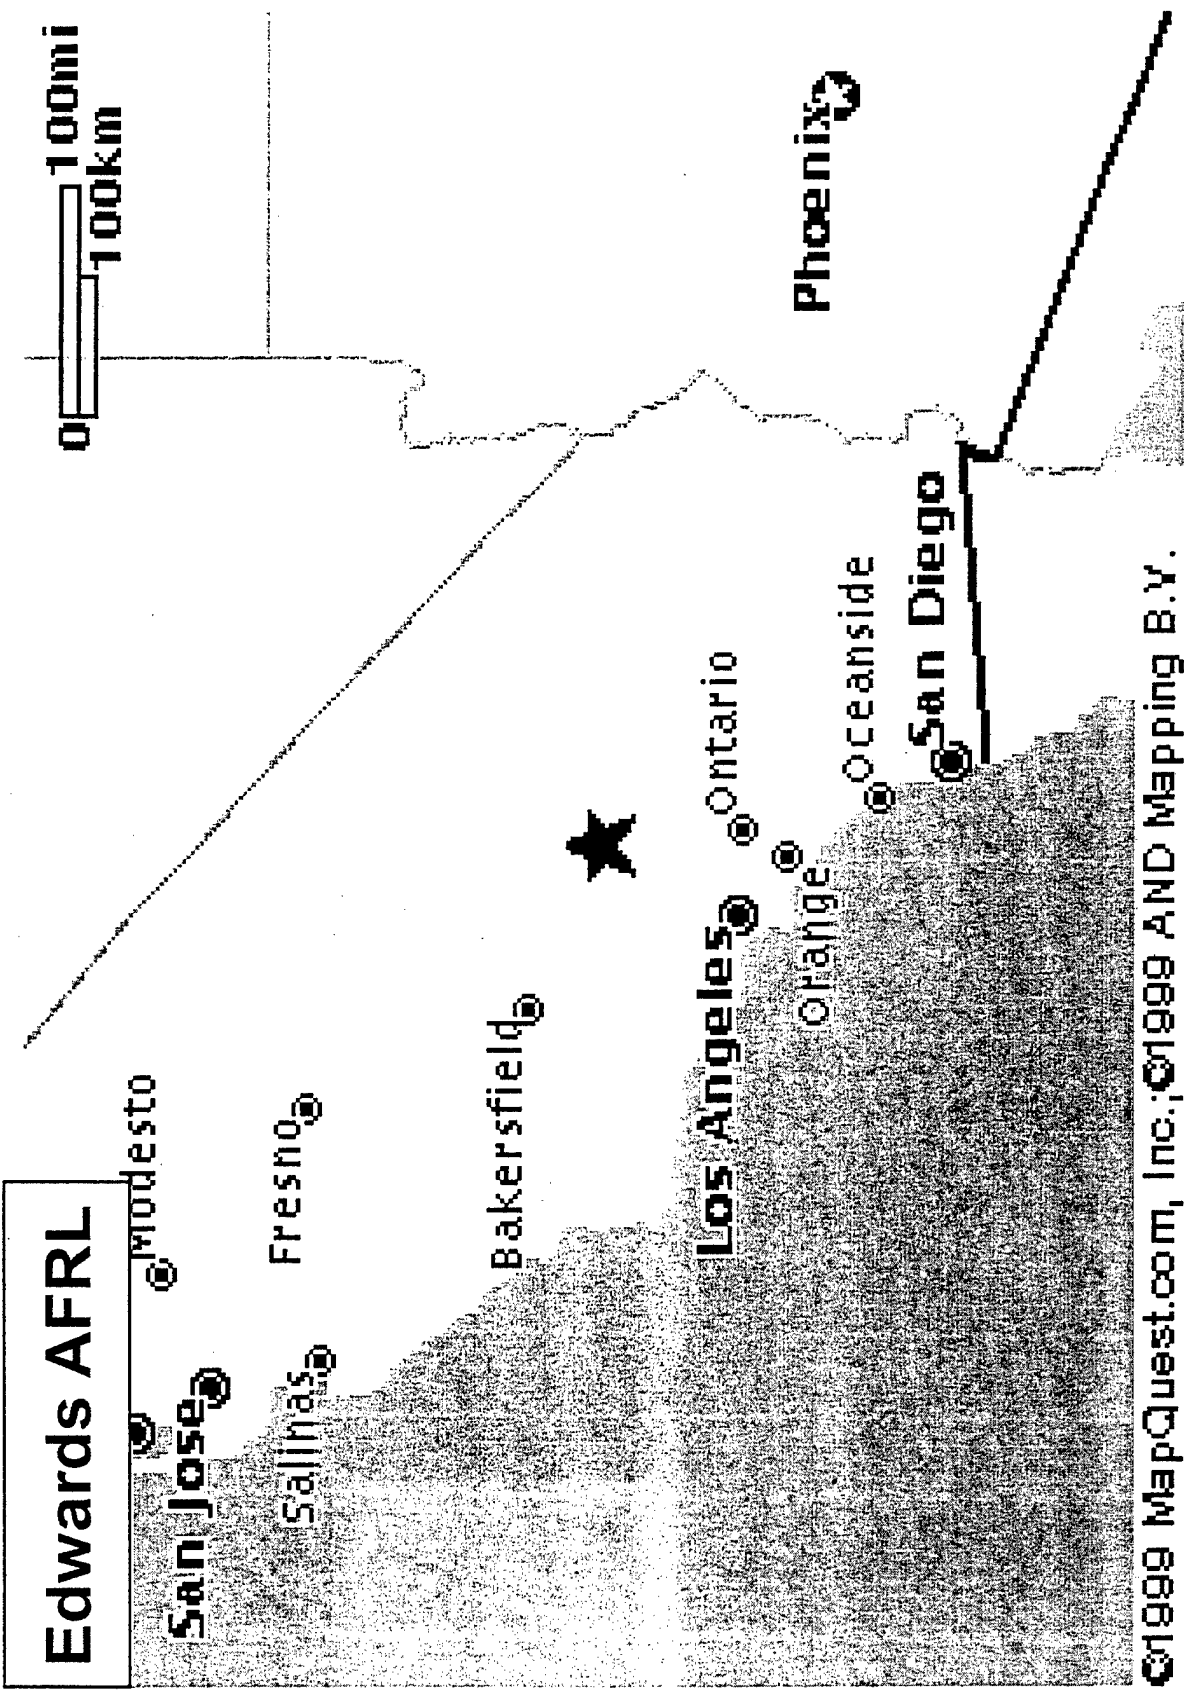 Edwards AFRL
0 100mi
100km
Modesto
San Jose
Fresno
Salinas
Bakersfield
Los Angeles
Ontario
Orange
Oceanside
San Diego
Phoenix
©1999 MapQuest.com, Inc.;©1999 AND Mapping B.V.